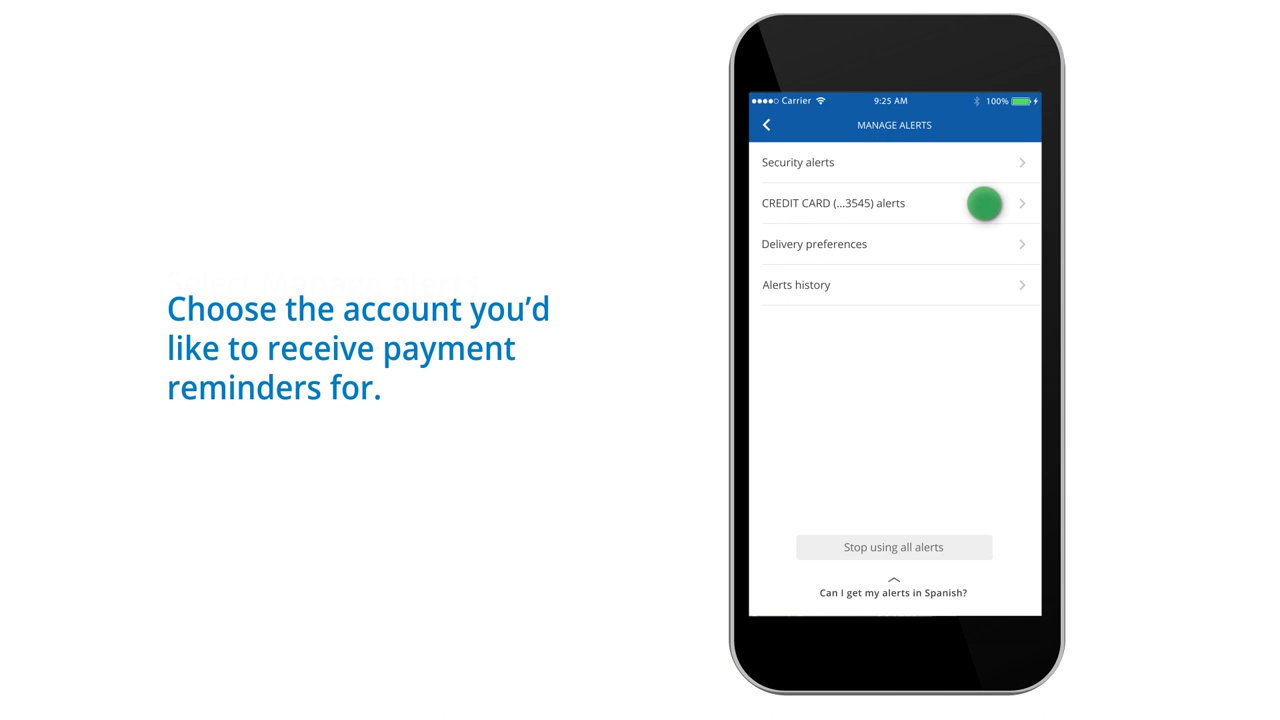 Choose the account you’d
like to receive payment
reminders for.
Carrier 9:25 AM 100%
MANAGE ALERTS
Security alerts
CREDIT CARD (...3545) alerts
Delivery preferences
Alerts history
Stop using all alerts
Can I get my alerts in Spanish?